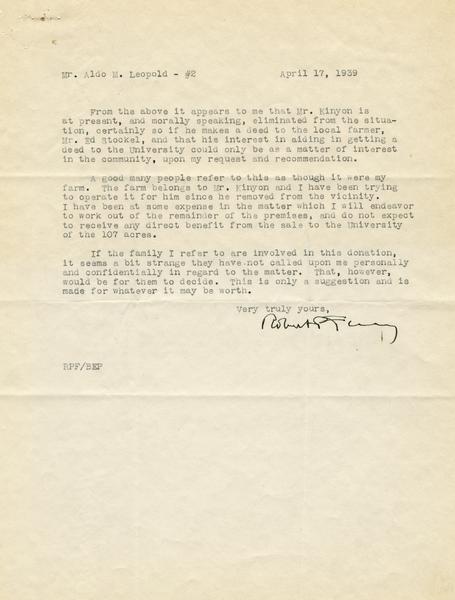 Mr. Aldo M. Leopold - #2 April 17, 1939
From the above it appears to me that Mr. Kinyon is
at present, and morally speaking, eliminated from the situa-
tion, certainly so if he makes a deed to the local farmer,
Mr. Ed Stockel, and that his interest in aiding in getting a
deed to the University could only be as a matter of interest
in the community, upon my request and recommendation.
A good many people refer to this as though it were my
farm. The farm belongs to Mr. Kinyon and I have been trying
to operate it for him since he removed from the vicinity.
I have been at some expense in the matter which I will endeavor
to work out of the remainder of the premises, and do not expect
to receive any direct benefit from the sale to the University
of the 107 acres.
If the family I refer to are involved in this donation,
it seems a bit strange they have not called upon me personally
and confidentially in regard to the matter. That, however,
would be for them to decide. This is only a suggestion and is
made for whatever it may be worth.
Very truly yours,
Robert P.
RPF/BEP